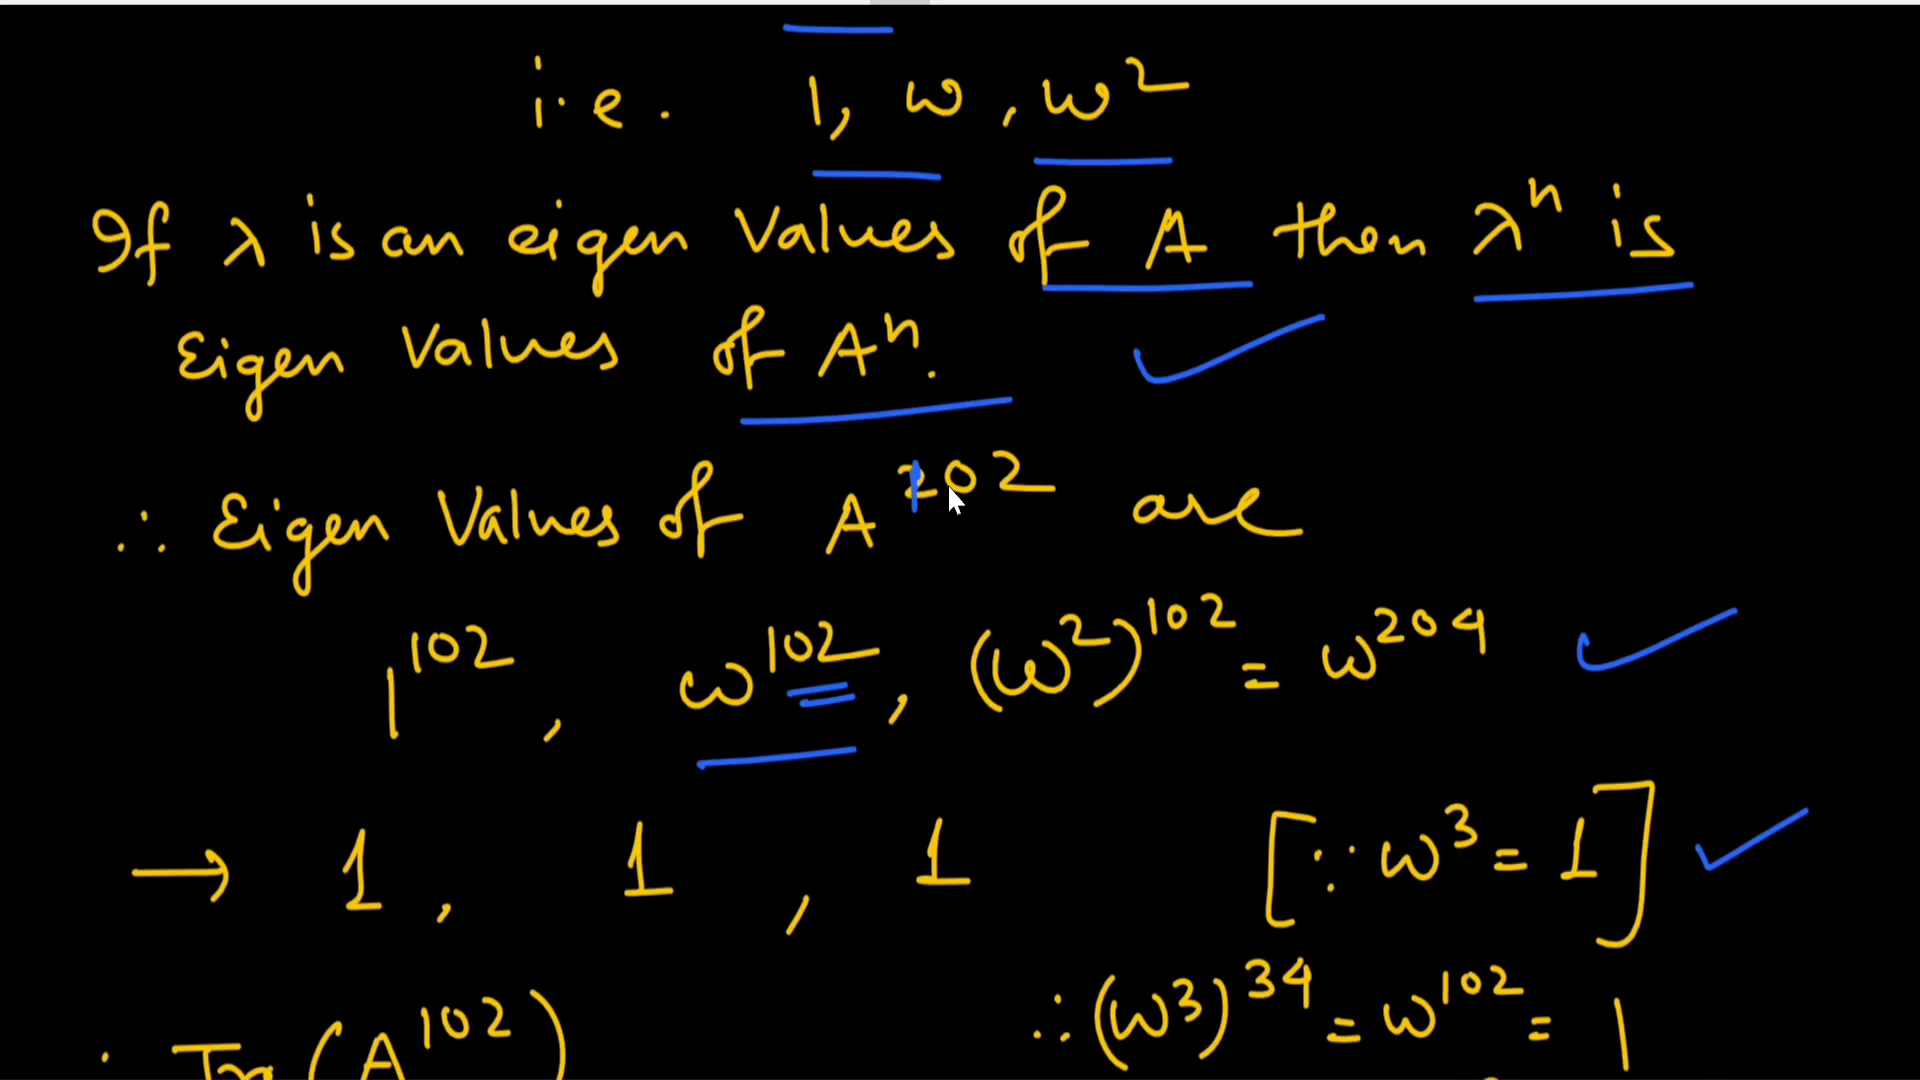 i.e. 1, ω, ω²
If λ is an eigen values of A then λⁿ is
Eigen values of Aⁿ.
∴ Eigen Values of A¹⁰² are
1¹⁰², ω¹⁰², (ω²)¹⁰² = ω²⁰⁴
→ 1, 1, 1 [∵ ω³ = 1]
∴ (ω³)³⁴ = ω¹⁰² = 1
Tr(A¹⁰²)